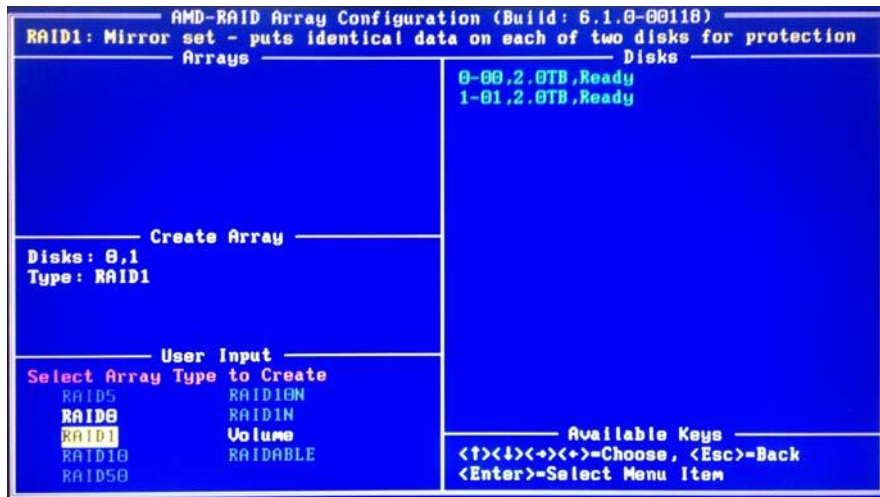 AMD-RAID Array Configuration (Build: 6.1.0-00118)
RAID1: Mirror set - puts identical data on each of two disks for protection
Arrays
Disks
0-00,2.0TB,Ready
1-01,2.0TB,Ready
Create Array
Disks: 0,1
Type: RAID1
User Input
Select Array Type to Create
RAID5 RAID10N
RAID0 RAID1N
RAID1 Volume
RAID10 RAIDABLE
RAID50
Available Keys
<↑><↓><→><←>=Choose, <Esc>=Back
<Enter>=Select Menu Item